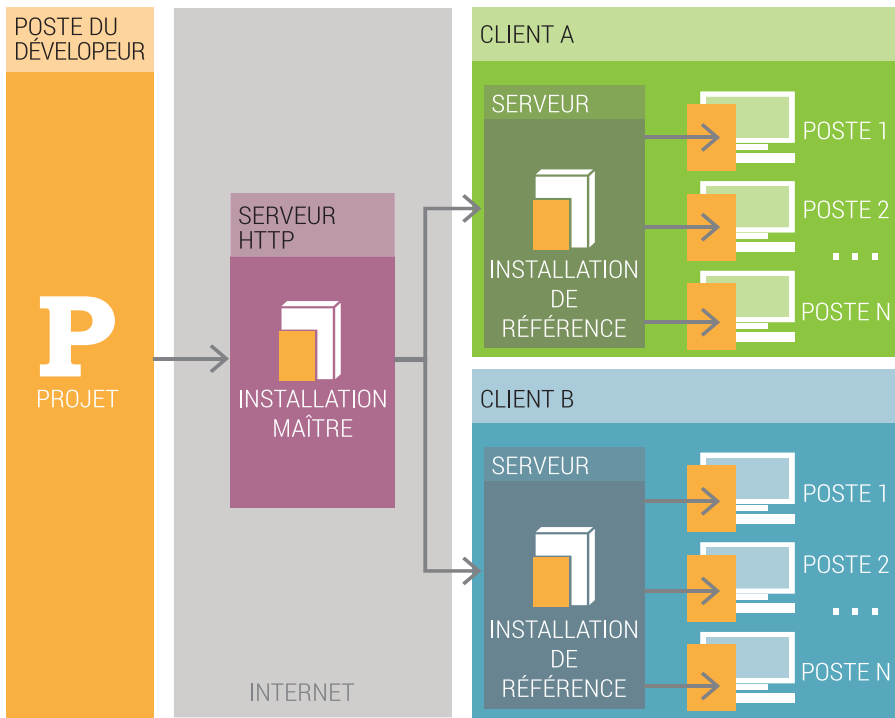 POSTE DU
DÉVELOPEUR
P
PROJET
SERVEUR
HTTP
INSTALLATION
MAÎTRE
INTERNET
CLIENT A
SERVEUR
INSTALLATION
DE
RÉFÉRENCE
POSTE 1
POSTE 2
...
POSTE N
CLIENT B
SERVEUR
INSTALLATION
DE
RÉFÉRENCE
POSTE 1
POSTE 2
...
POSTE N